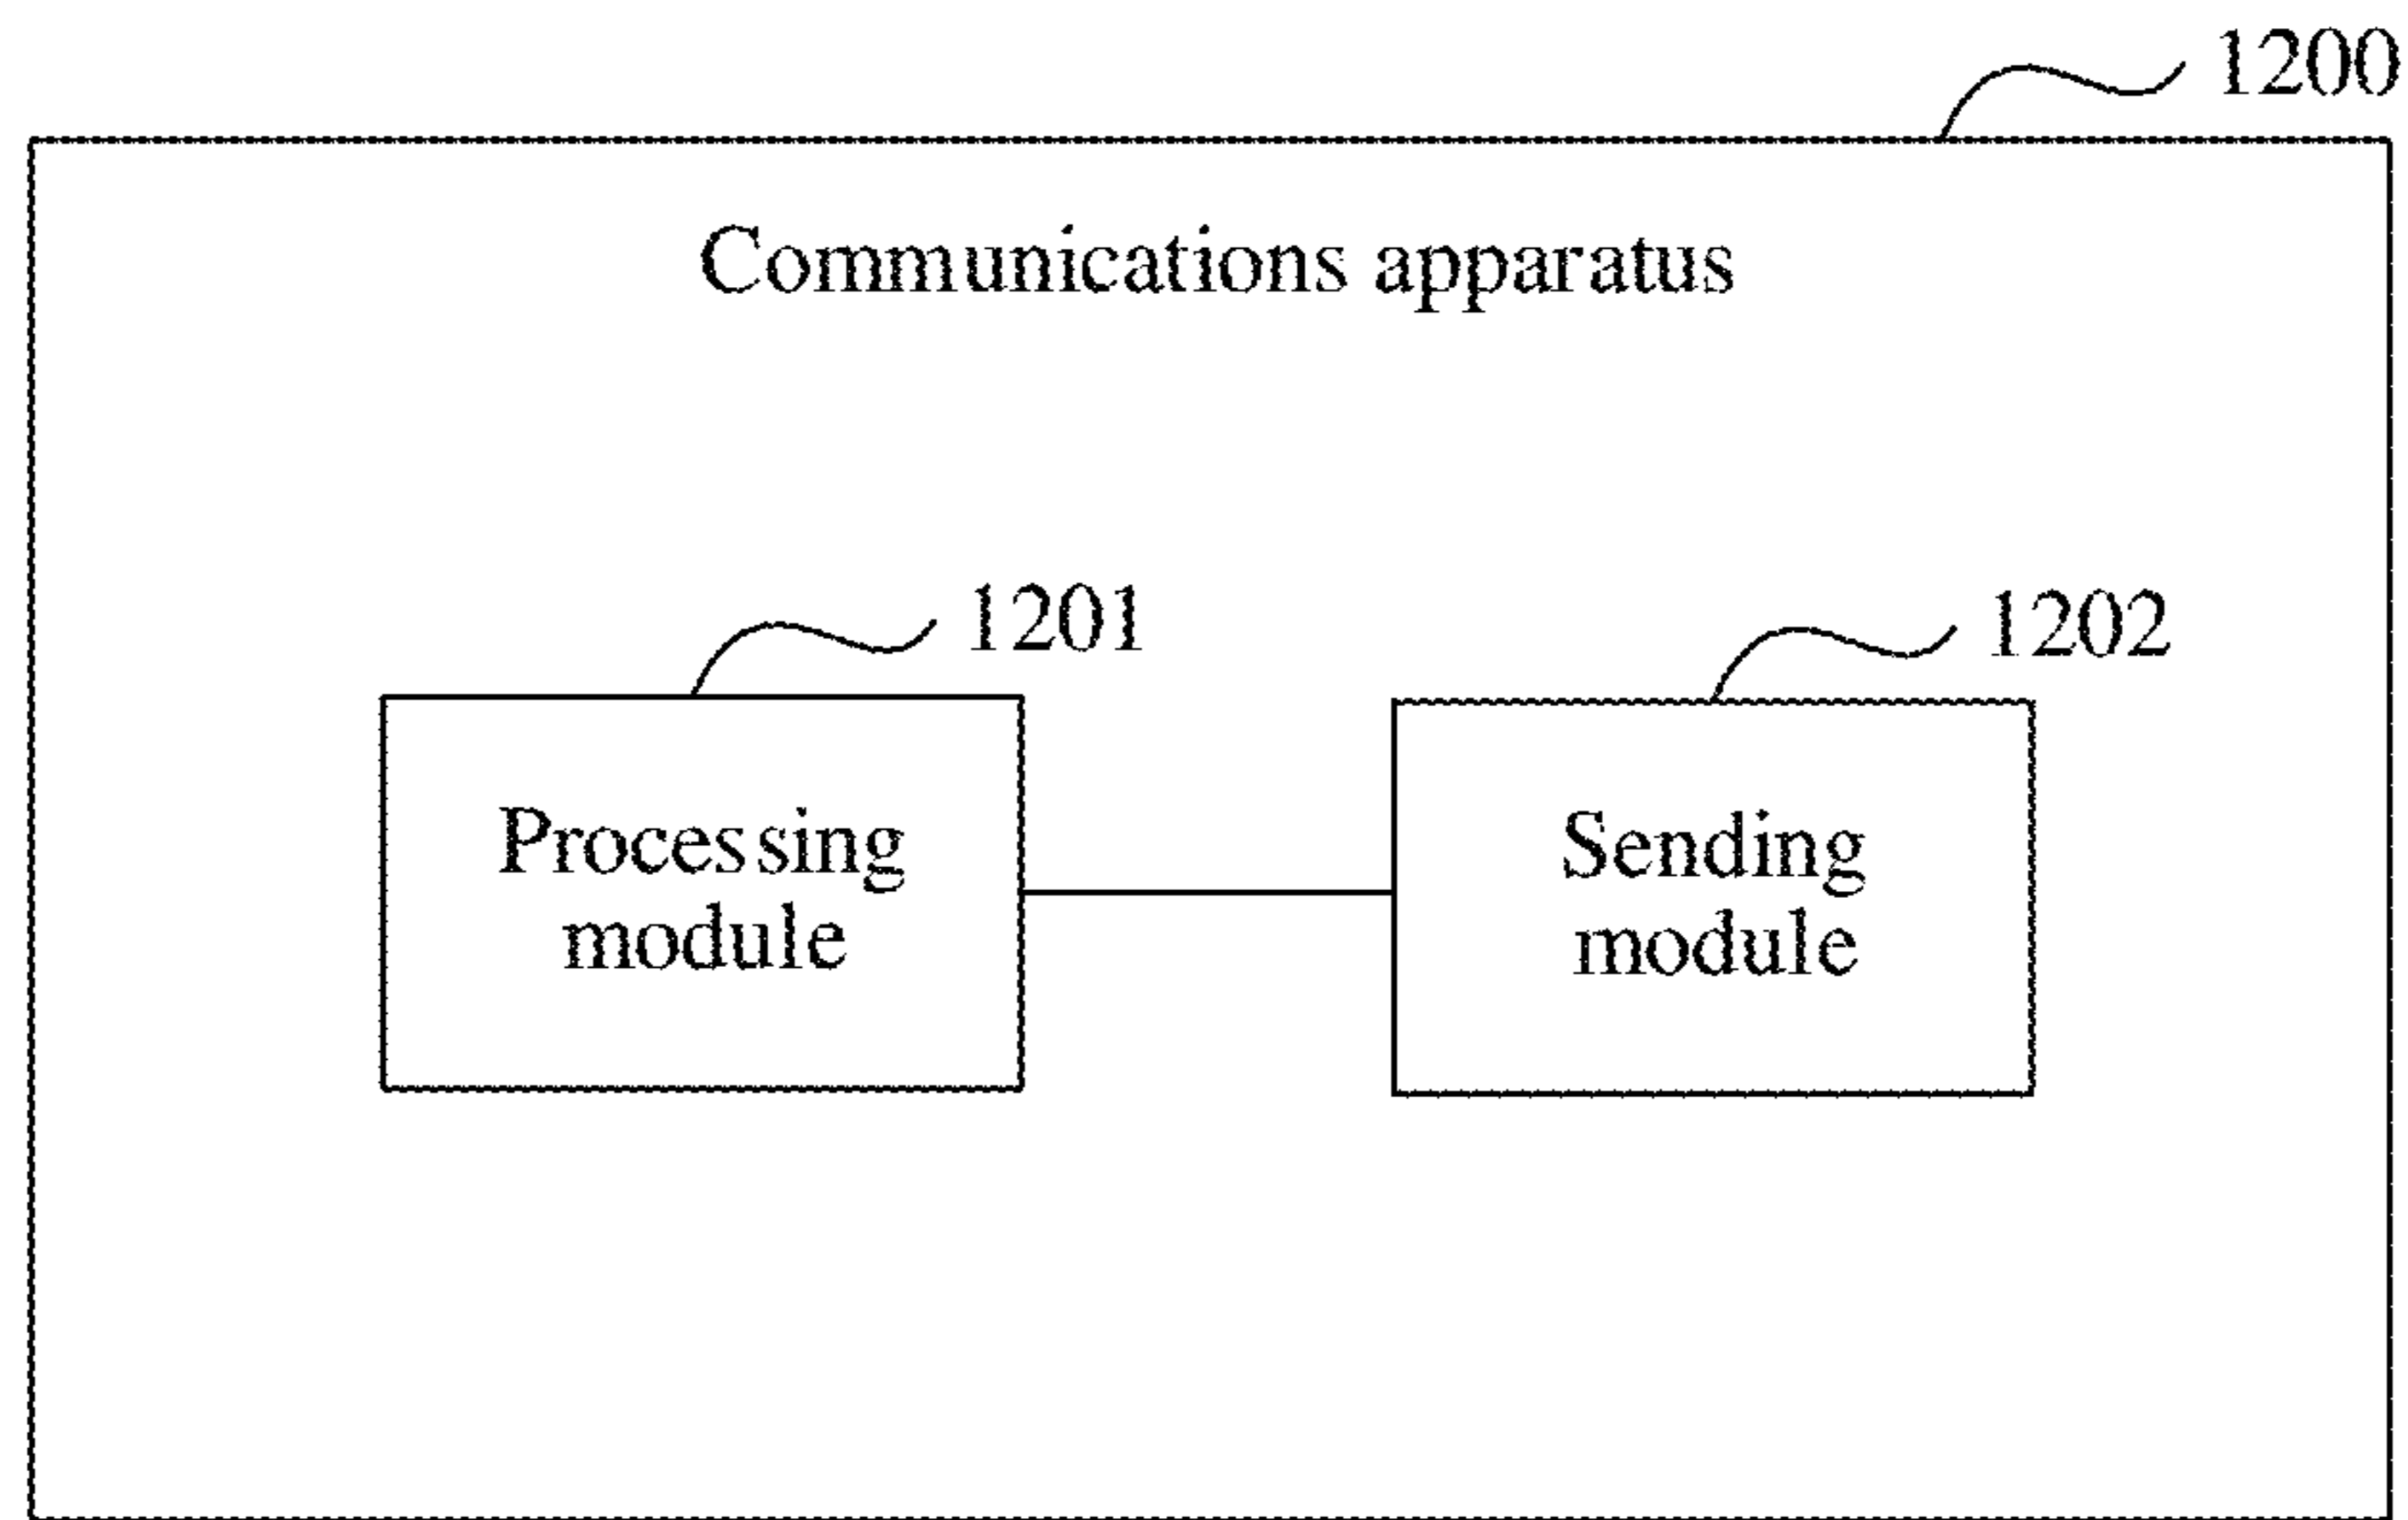 1200
Communications apparatus
1201
1202
Processing
module
Sending
module